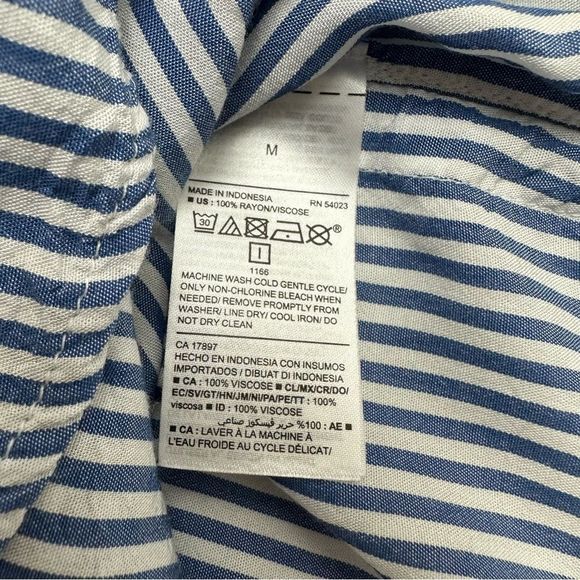 M
MADE IN INDONESIA RN 54023
■ US : 100% RAYON/VISCOSE
30 ®
I
1166
MACHINE WASH COLD GENTLE CYCLE/
ONLY NON-CHLORINE BLEACH WHEN
NEEDED/ REMOVE PROMPTLY FROM
WASHER/ LINE DRY/ COOL IRON/ DO
NOT DRY CLEAN
CA 17897
HECHO EN INDONESIA CON INSUMOS
IMPORTADOS / DIBUAT DI INDONESIA
■ CA : 100% VISCOSE ■ CL/MX/CR/DO/
EC/SV/GT/HN/JM/NI/PA/PE/TT : 100%
viscosa ■ ID : 100% VISCOSE
■ AE : 100% حرير فيسكوز صناعي
■ CA : LAVER À LA MACHINE À
L'EAU FROIDE AU CYCLE DÉLICAT/